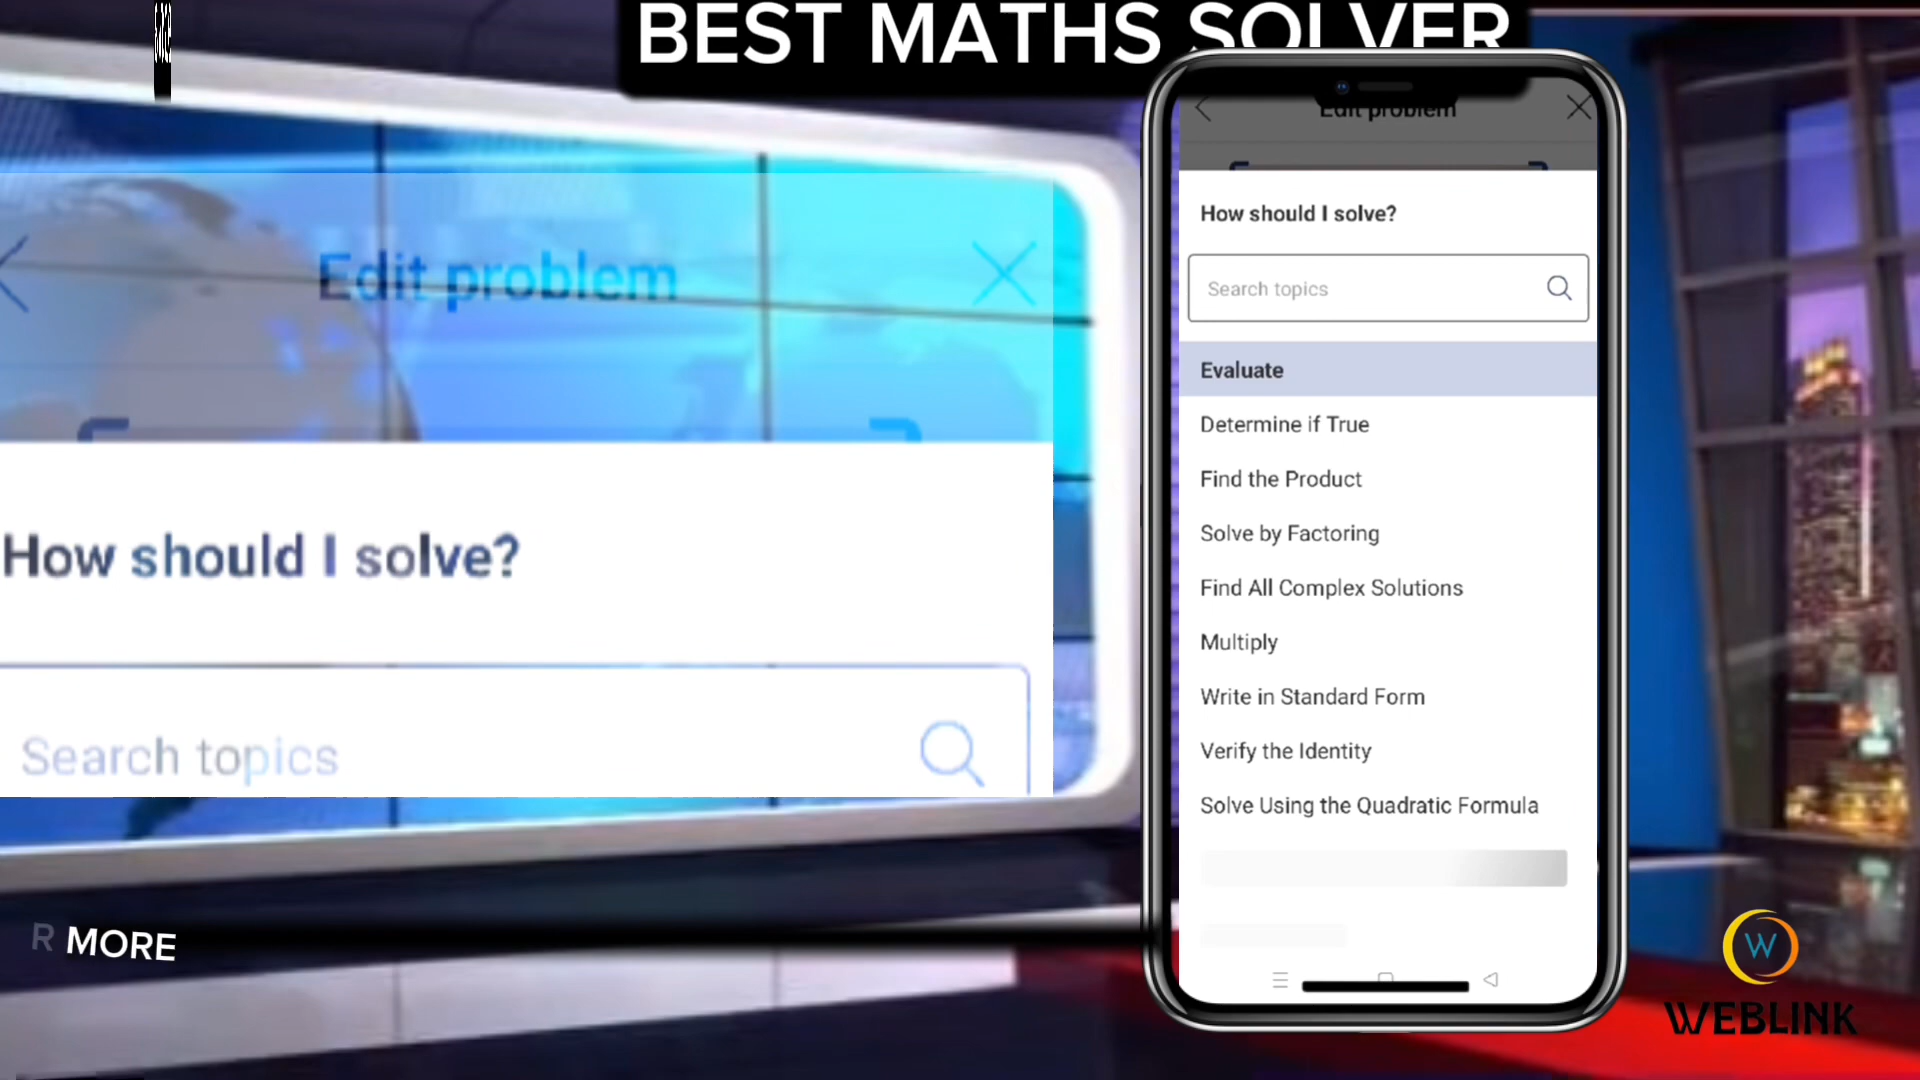 BEST MATHS SOLVER
Edit problem
How should I solve?
Search topics
Edit problem
How should I solve?
Search topics
Evaluate
Determine if True
Find the Product
Solve by Factoring
Find All Complex Solutions
Multiply
Write in Standard Form
Verify the Identity
Solve Using the Quadratic Formula
R MORE
W
WEBLINK